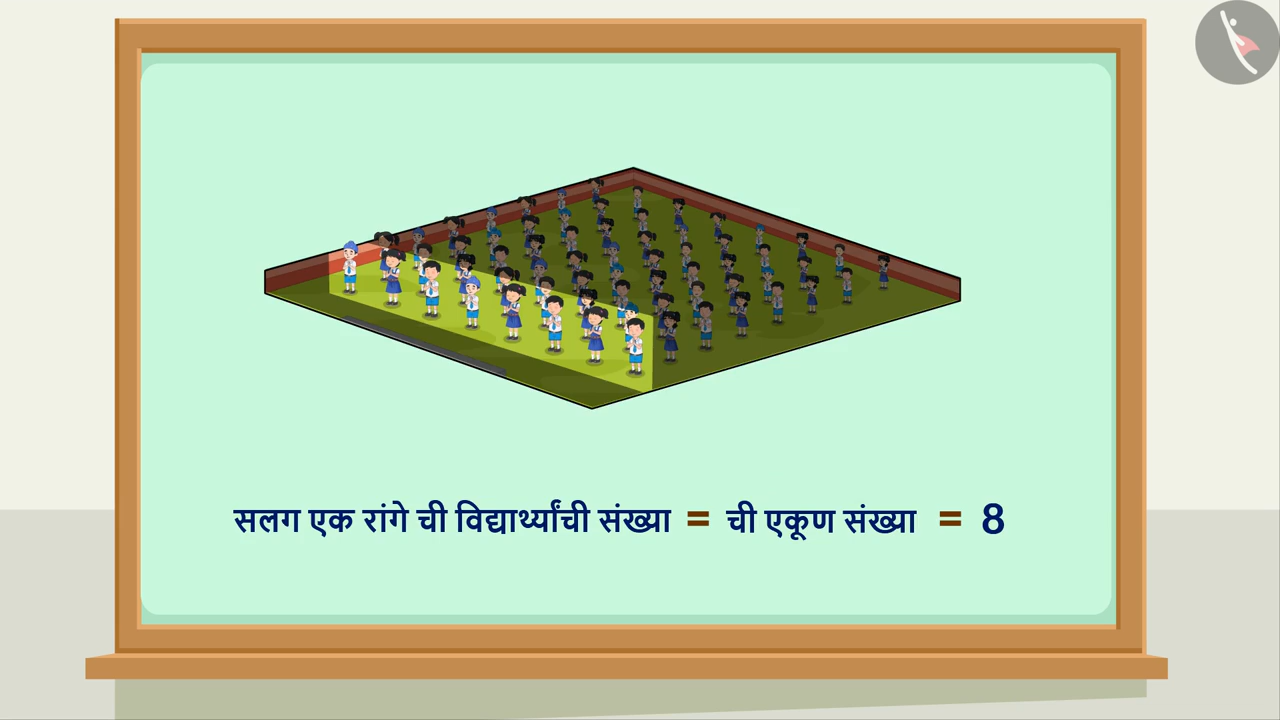 सलग एक रांगे ची विद्यार्थ्यांची संख्या = ची एकूण संख्या = 8